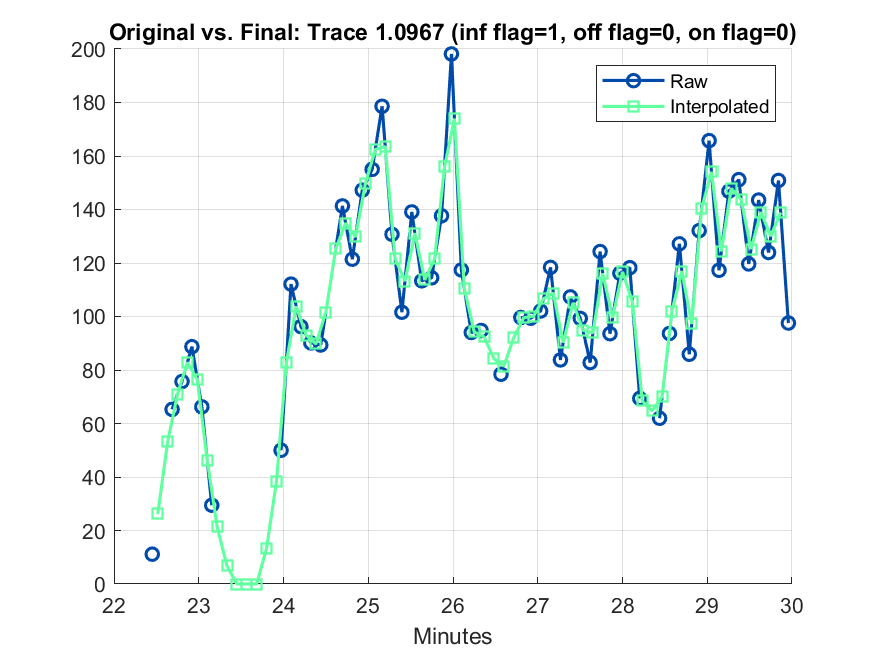 Original vs. Final: Trace 1.0967 (inf flag=1, off flag=0, on flag=0)
Raw
Interpolated
200
180
160
140
120
100
80
60
40
20
0
22 23 24 25 26 27 28 29 30
Minutes